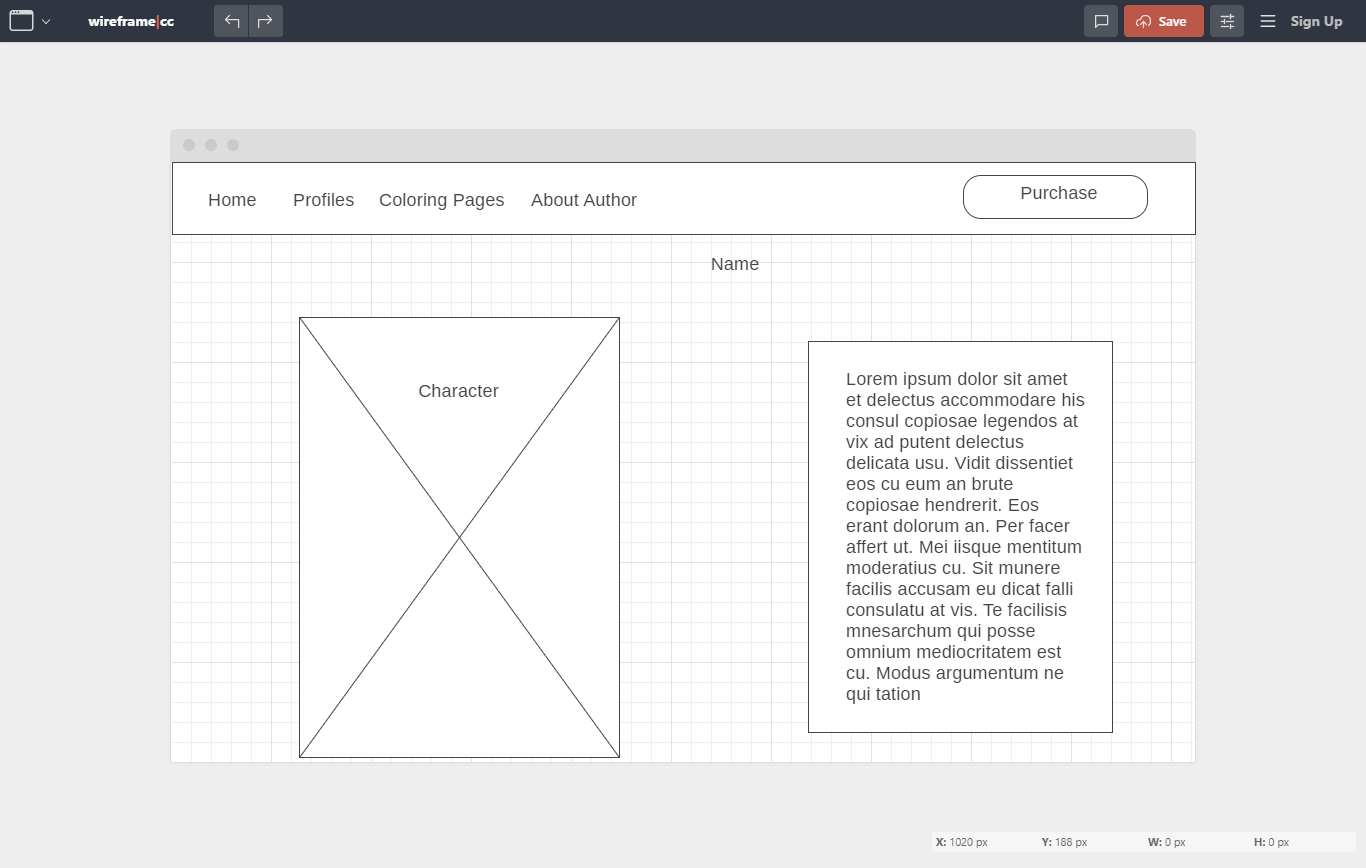 wireframe|cc
Save
Sign Up
Home Profiles Coloring Pages About Author
Purchase
Name
Character
Lorem ipsum dolor sit amet
et delectus accommodare his
consul copiosae legendos at
vix ad putent delectus
delicata usu. Vidit dissentiet
eos cu eum an brute
copiosae hendrerit. Eos
erant dolorum an. Per facer
affert ut. Mei iisque mentitum
moderatius cu. Sit munere
facilis accusam eu dicat falli
consulatu at vis. Te facilisis
mnesarchum qui posse
omnium mediocritatem est
cu. Modus argumentum ne
qui tation
X: 1020 px Y: 188 px W: 0 px H: 0 px